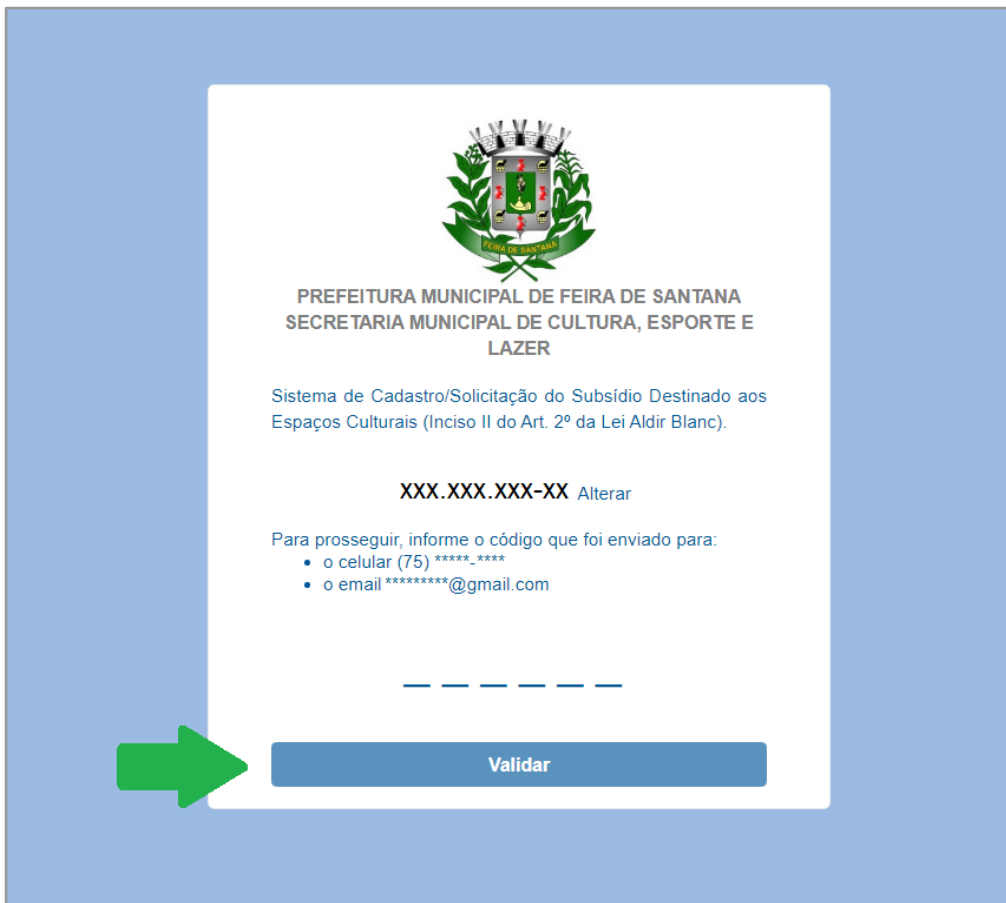 FEIRA DE SANTANA
PREFEITURA MUNICIPAL DE FEIRA DE SANTANA
SECRETARIA MUNICIPAL DE CULTURA, ESPORTE E
LAZER
Sistema de Cadastro/Solicitação do Subsídio Destinado aos
Espaços Culturais (Inciso II do Art. 2º da Lei Aldir Blanc).
XXX.XXX.XXX-XX Alterar
Para prosseguir, informe o código que foi enviado para:
• o celular (75) *****-****
• o email *********@gmail.com
_ _ _ _ _ _
Validar